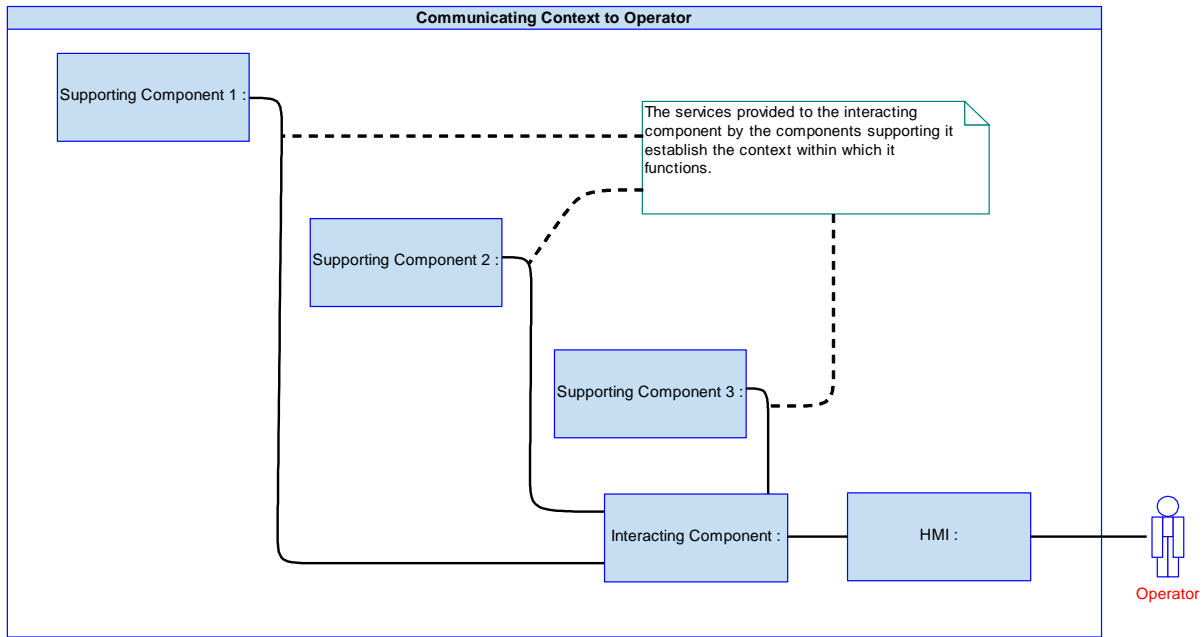 Communicating Context to Operator
Supporting Component 1 :
The services provided to the interacting
component by the components supporting it
establish the context within which it
functions.
Supporting Component 2 :
Supporting Component 3 :
Interacting Component :
HMI :
Operator